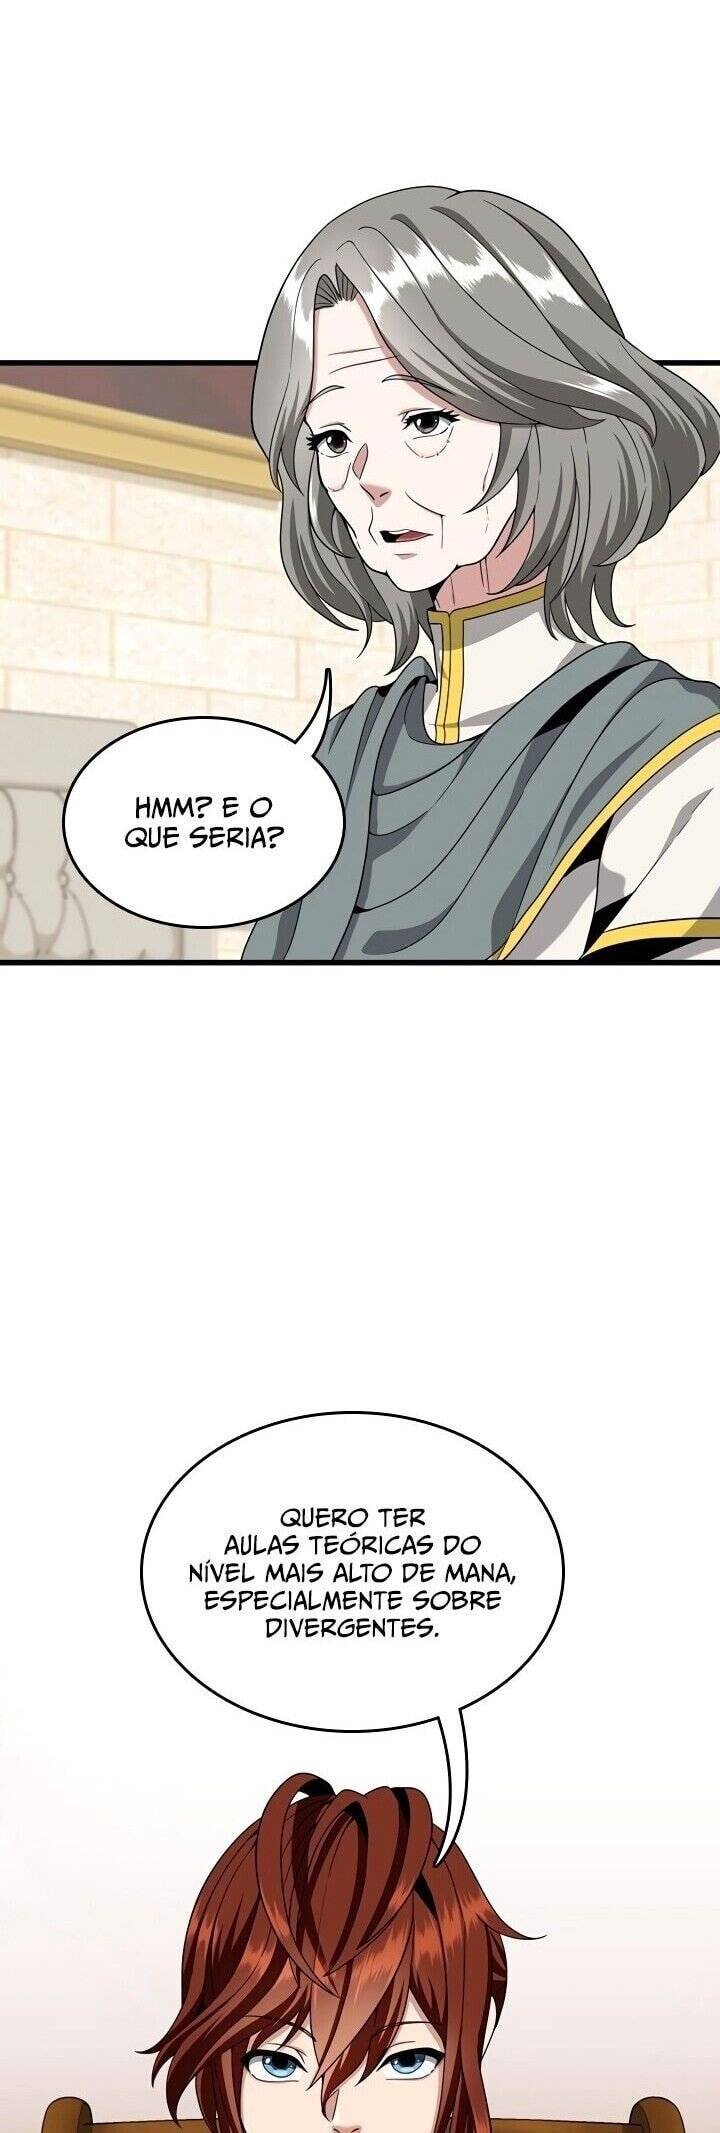 HMM? E O
QUE SERIA?
QUERO TER
AULAS TEÓRICAS DO
NÍVEL MAIS ALTO DE MANA,
ESPECIALMENTE SOBRE
DIVERGENTES.